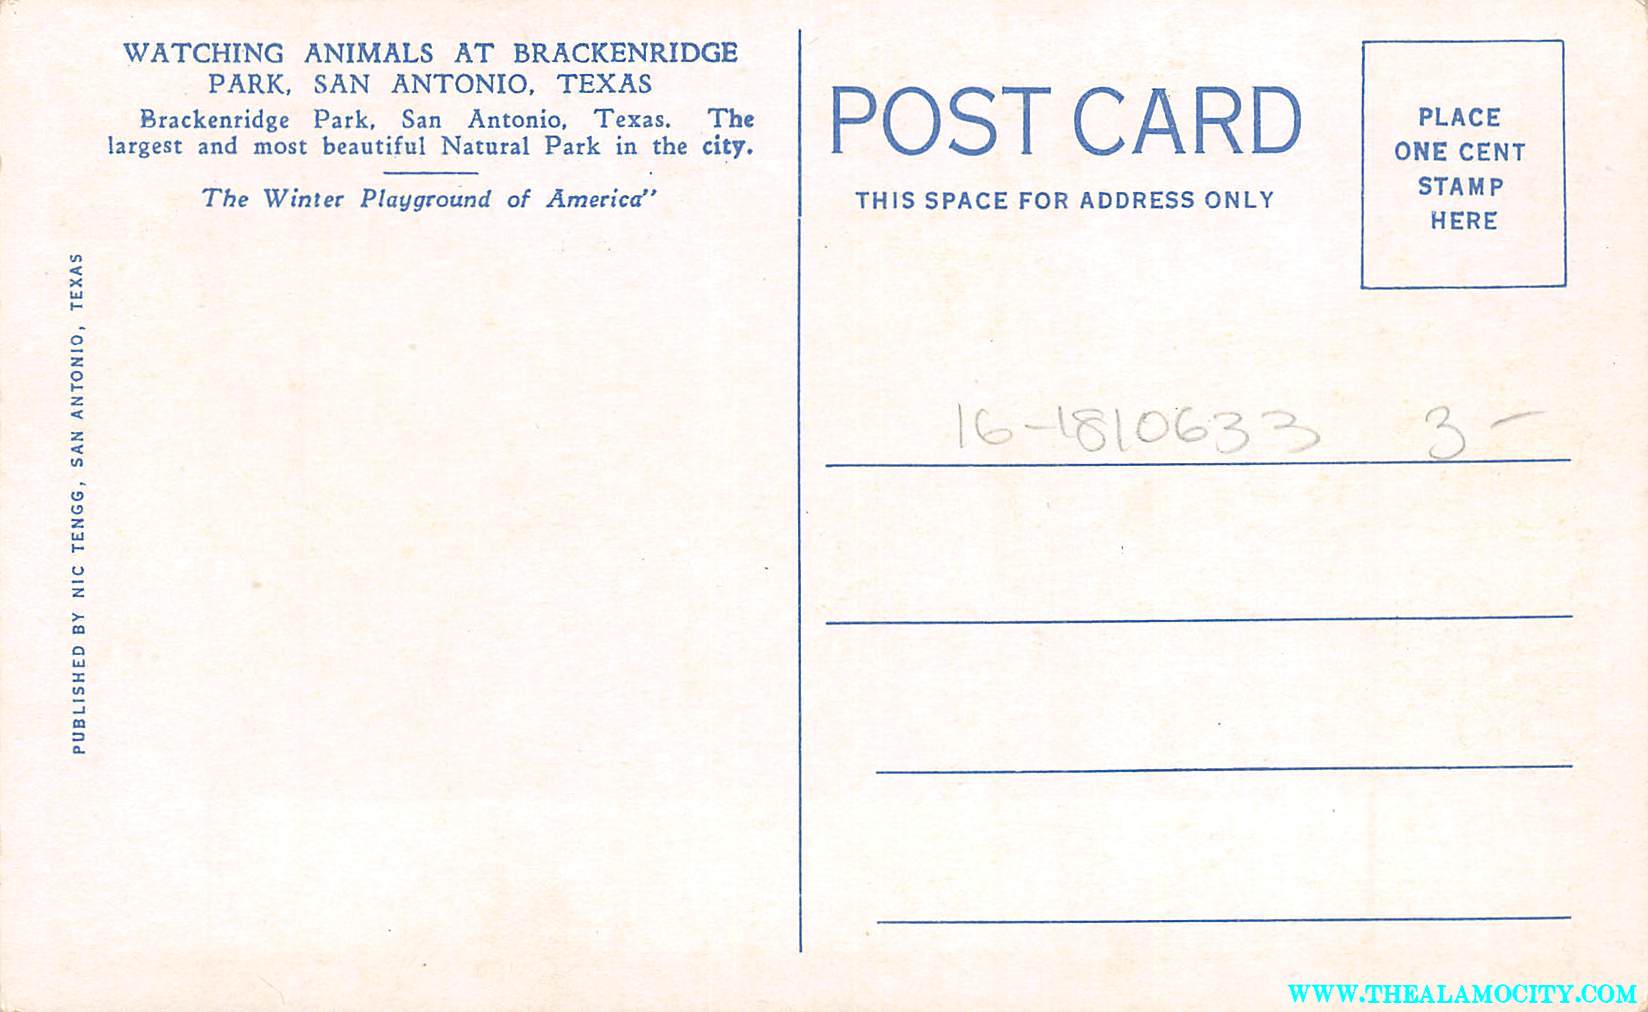 WATCHING ANIMALS AT BRACKENRIDGE
PARK, SAN ANTONIO, TEXAS
Brackenridge Park, San Antonio, Texas. The
largest and most beautiful Natural Park in the city.
The Winter Playground of America"
PUBLISHED BY NIC TENGG, SAN ANTONIO, TEXAS
POST CARD
THIS SPACE FOR ADDRESS ONLY
PLACE
ONE CENT
STAMP
HERE
16-1810633 3-
WWW.THEALAMOCITY.COM